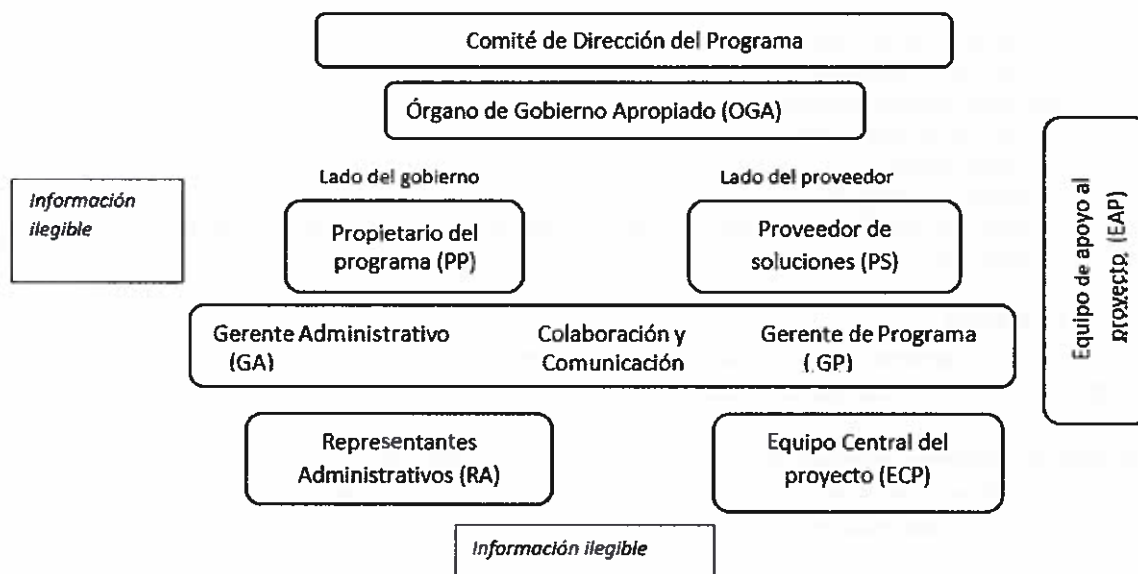 Comité de Dirección del Programa
Órgano de Gobierno Apropiado (OGA)
Lado del gobierno
Lado del proveedor
Información
ilegible
Propietario del
programa (PP)
Proveedor de
soluciones (PS)
Equipo de apoyo al
proyecto (EAP)
Gerente Administrativo
(GA)
Colaboración y
Comunicación
Gerente de Programa
( GP)
Representantes
Administrativos (RA)
Equipo Central del
proyecto (ECP)
Información ilegible